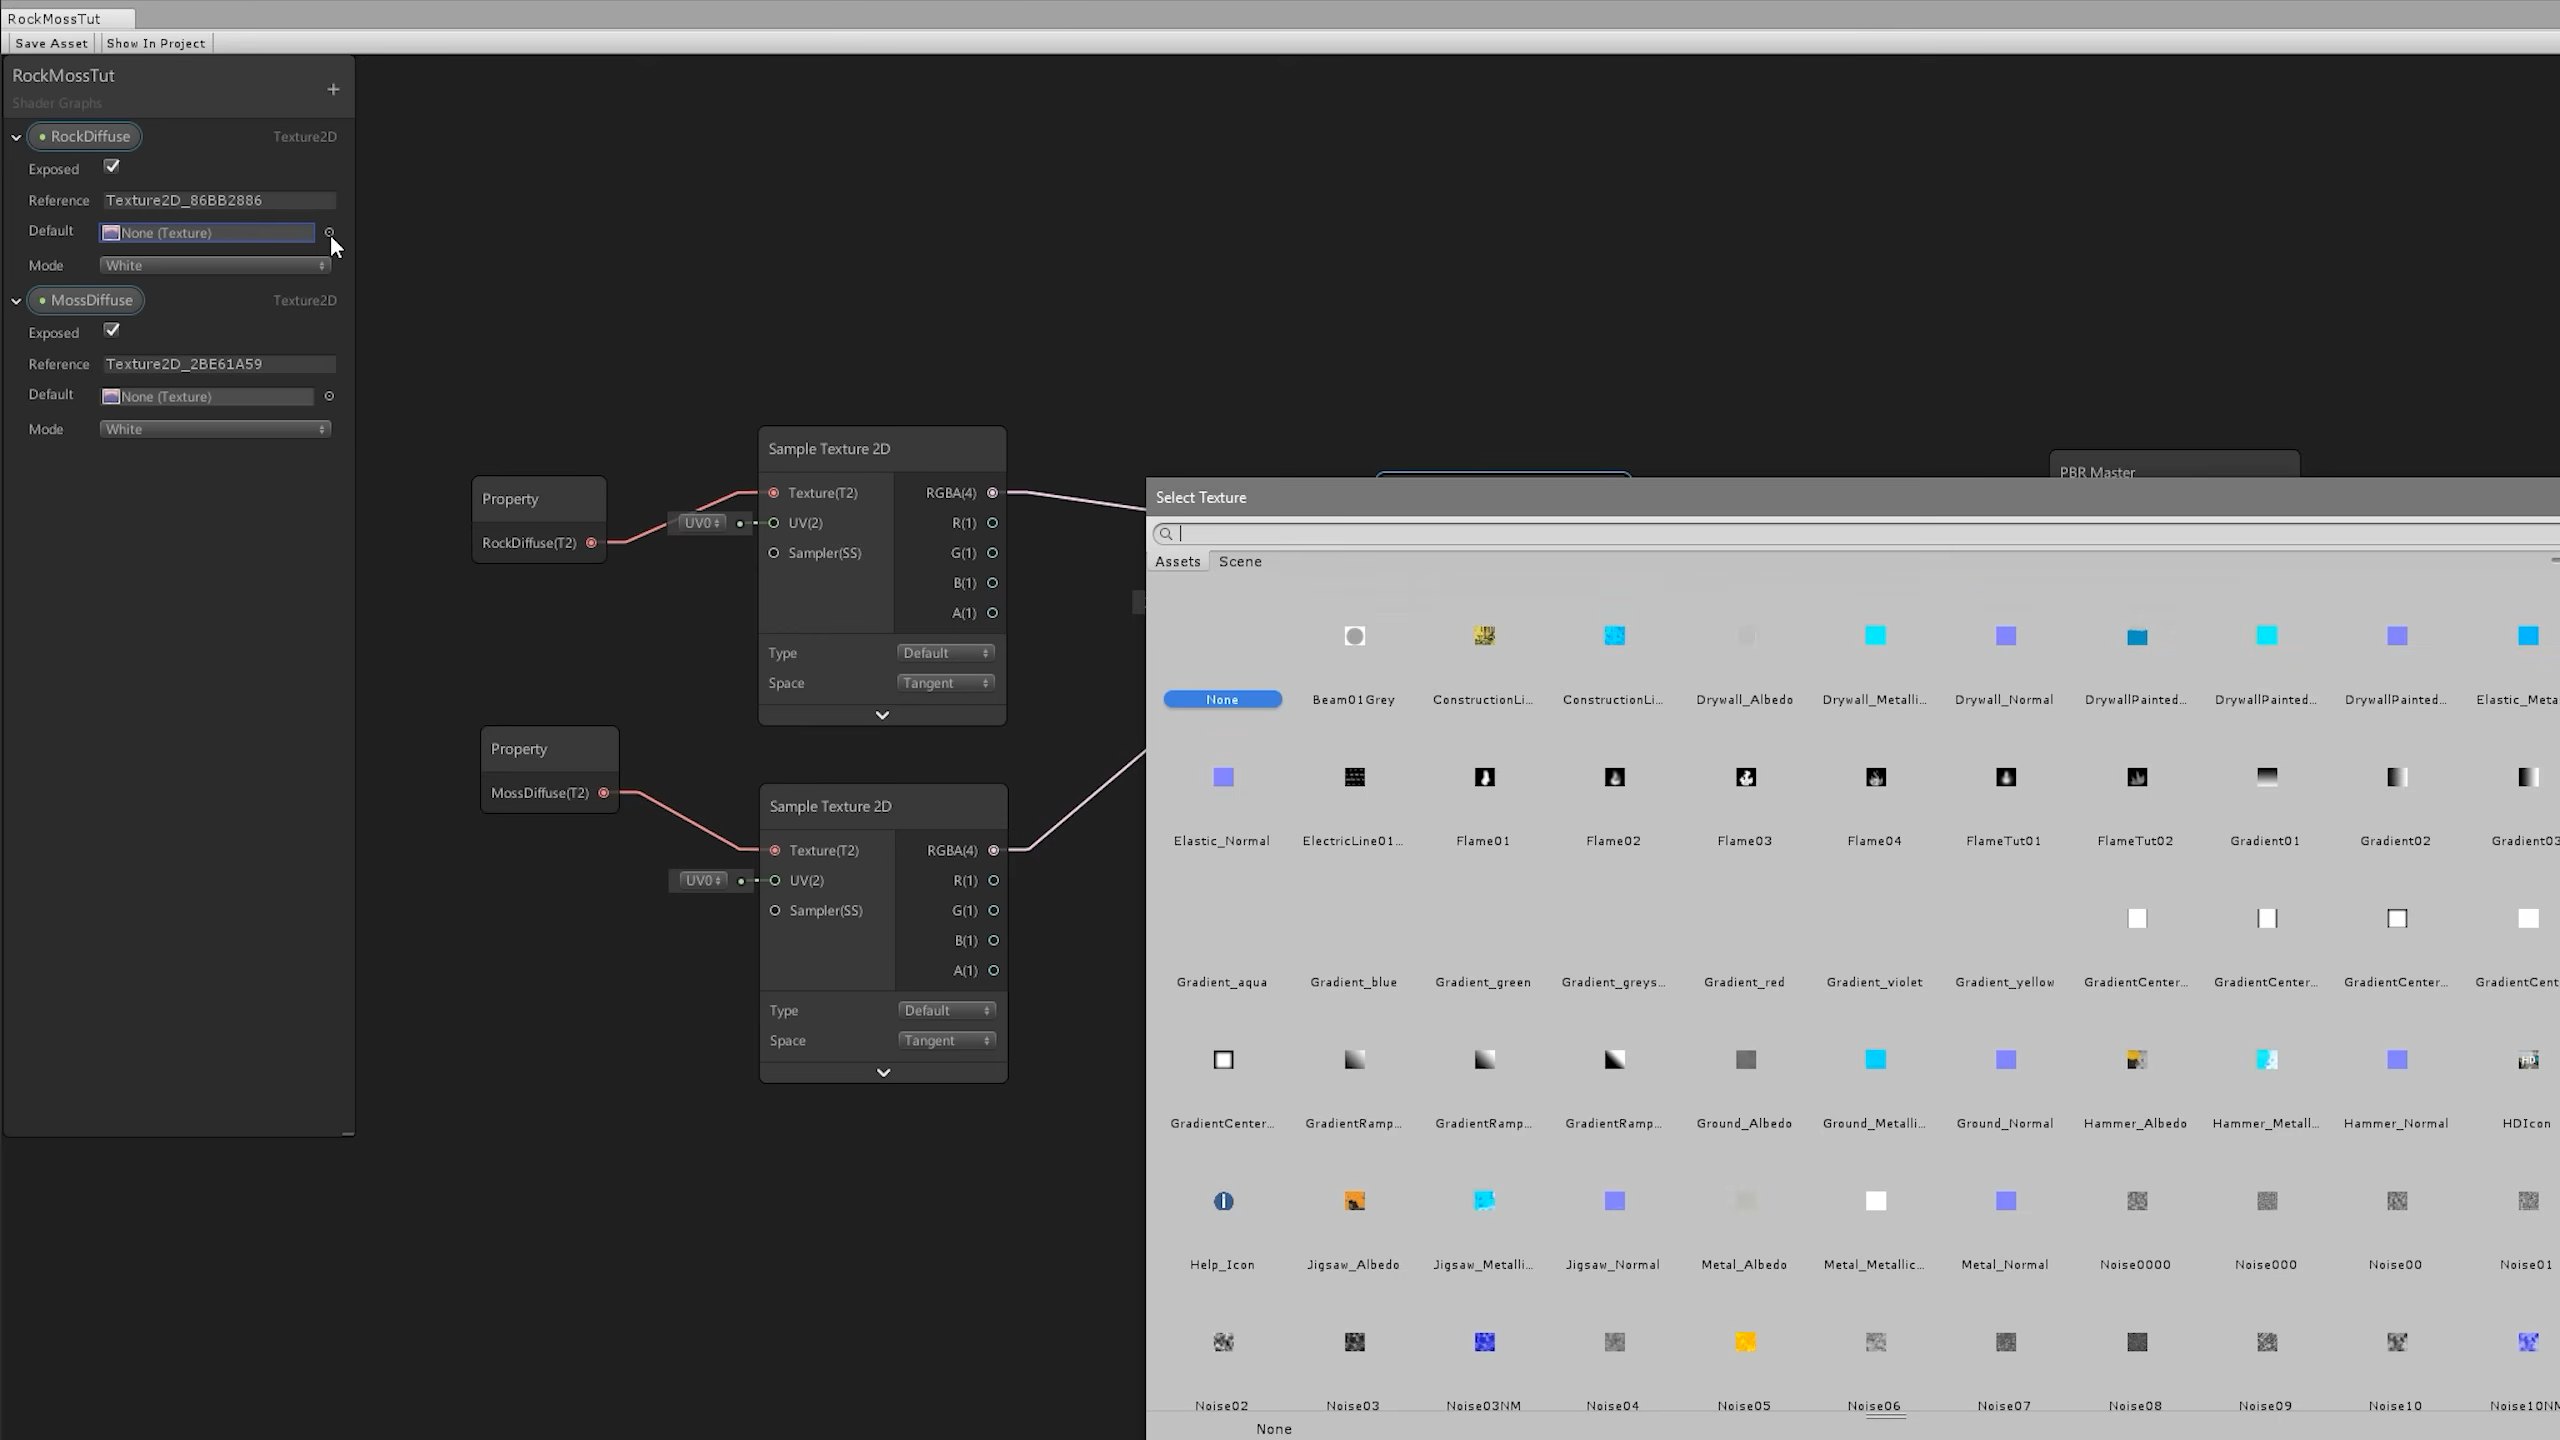 RockMossTut
Save Asset
Show In Project
RockMossTut
Shader Graphs
RockDiffuse
Texture2D
Exposed
Reference
Texture2D_86BB2886
Default
None (Texture)
Mode
White
MossDiffuse
Texture2D
Exposed
Reference
Texture2D_2BE61A59
Default
None (Texture)
Mode
White
Property
RockDiffuse(T2)
Sample Texture 2D
Texture(T2)
RGBA(4)
UV0
UV(2)
R(1)
Sampler(SS)
G(1)
B(1)
A(1)
Type
Default
Space
Tangent
Property
MossDiffuse(T2)
Sample Texture 2D
Texture(T2)
RGBA(4)
UV0
UV(2)
R(1)
Sampler(SS)
G(1)
B(1)
A(1)
Type
Default
Space
Tangent
PBR Master
Select Texture
Assets
Scene
None
Beam01Grey
ConstructionLi...
ConstructionLi...
Drywall_Albedo
Drywall_Metalli...
Drywall_Normal
DrywallPainted...
DrywallPainted...
DrywallPainted...
Elastic_Meta
Elastic_Normal
ElectricLine01...
Flame01
Flame02
Flame03
Flame04
FlameTut01
FlameTut02
Gradient01
Gradient02
Gradient03
Gradient_aqua
Gradient_blue
Gradient_green
Gradient_greys...
Gradient_red
Gradient_violet
Gradient_yellow
GradientCenter...
GradientCenter...
GradientCenter...
GradientCent
GradientCenter...
GradientRamp...
GradientRamp...
GradientRamp...
Ground_Albedo
Ground_Metalli...
Ground_Normal
Hammer_Albedo
Hammer_Metall...
Hammer_Normal
HD
HDIcon
Help_Icon
Jigsaw_Albedo
Jigsaw_Metalli...
Jigsaw_Normal
Metal_Albedo
Metal_Metallic...
Metal_Normal
Noise0000
Noise000
Noise00
Noise01
Noise02
Noise03
Noise03NM
Noise04
Noise05
Noise06
Noise07
Noise08
Noise09
Noise10
Noise10NM
None